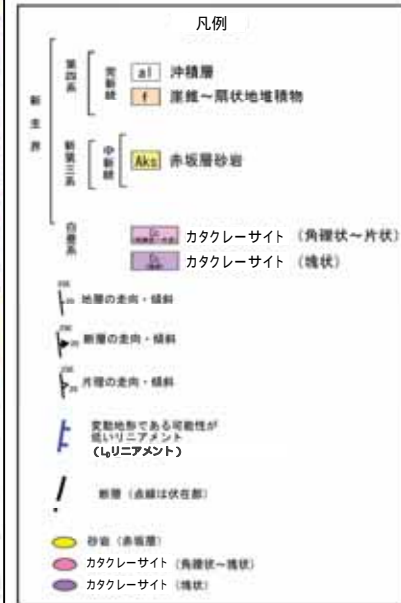 凡例
新生界
第四系
完新統
al 沖積層
f 崖錐～扇状地堆積物
新第三系
中新統
Aks 赤坂層砂岩
白亜系
カタクレーサイト (角礫状～片状)
カタクレーサイト (塊状)
地層の走向・傾斜
断層の走向・傾斜
片理の走向・傾斜
変動地形である可能性が
低いリニアメント
(L₀リニアメント)
断層 (点線は伏在部)
砂岩 (赤坂層)
カタクレーサイト (角礫状～塊状)
カタクレーサイト (塊状)